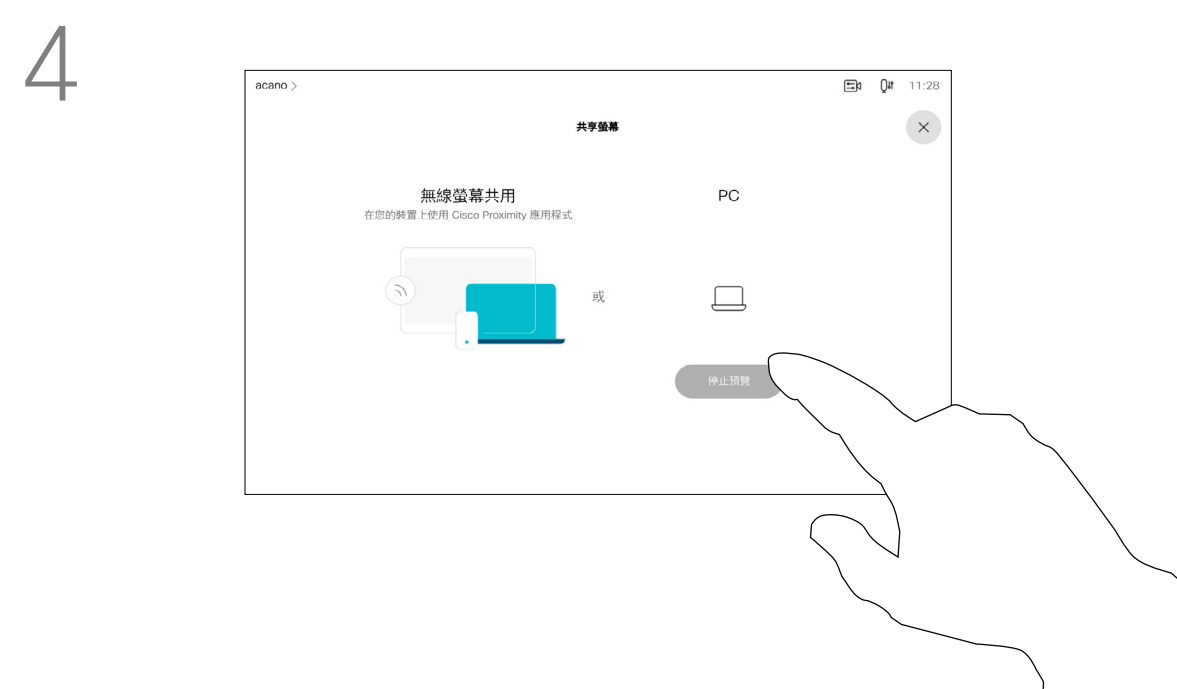 4
acano >
11:28
共享螢幕
無線螢幕共用
在您的裝置上使用 Cisco Proximity 應用程式
PC
或
停止預覽